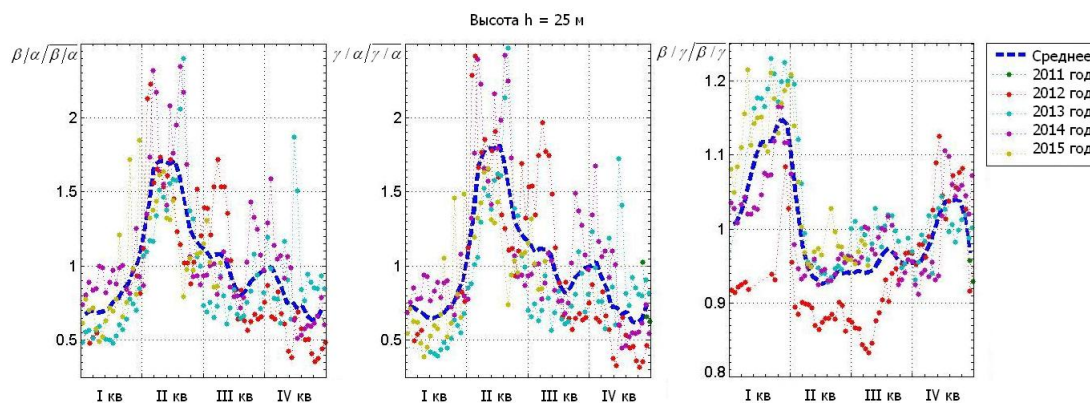 Высота h = 25 м
β/α/β/α
2
1.5
1
0.5
I кв II кв III кв IV кв
γ/α/γ/α
2
1.5
1
0.5
I кв II кв III кв IV кв
β/γ/β/γ
1.2
1.1
1
0.9
0.8
I кв II кв III кв IV кв
Среднее
2011 год
2012 год
2013 год
2014 год
2015 год